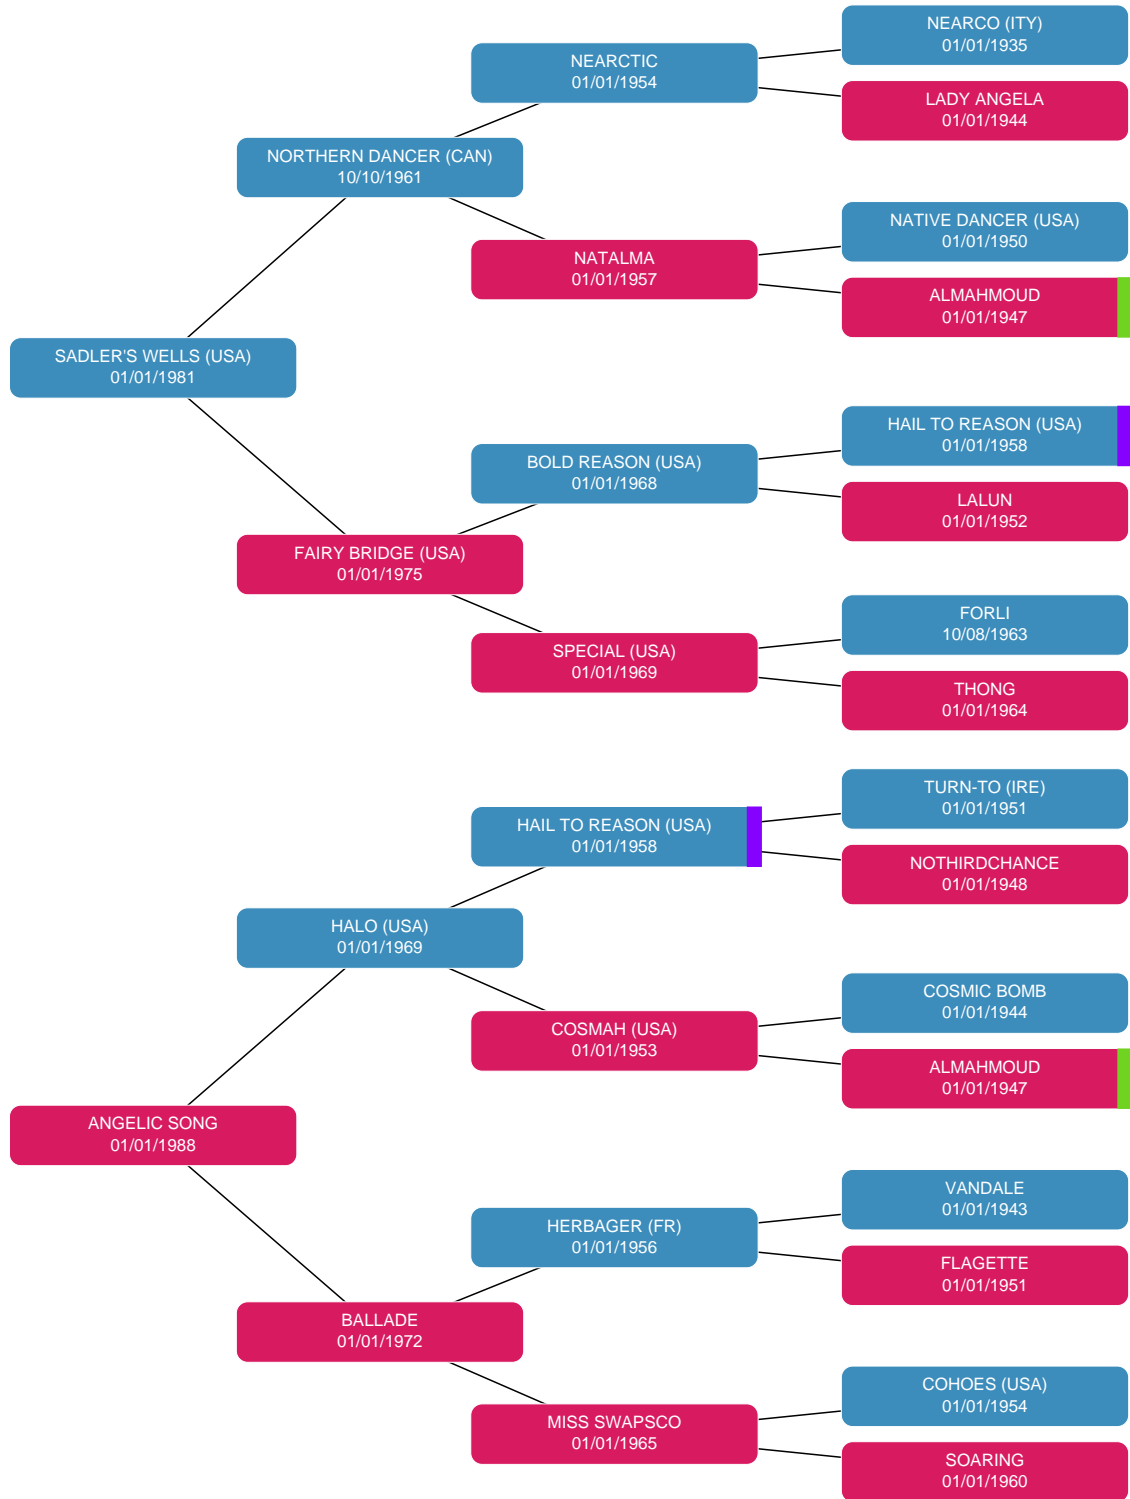 NEARCO (ITY)
01/01/1935
NEARCTIC
01/01/1954
LADY ANGELA
01/01/1944
NORTHERN DANCER (CAN)
10/10/1961
NATIVE DANCER (USA)
01/01/1950
NATALMA
01/01/1957
ALMAHMOUD
01/01/1947
SADLER'S WELLS (USA)
01/01/1981
HAIL TO REASON (USA)
01/01/1958
BOLD REASON (USA)
01/01/1968
LALUN
01/01/1952
FAIRY BRIDGE (USA)
01/01/1975
FORLI
10/08/1963
SPECIAL (USA)
01/01/1969
THONG
01/01/1964
TURN-TO (IRE)
01/01/1951
HAIL TO REASON (USA)
01/01/1958
NOTHIRDCHANCE
01/01/1948
HALO (USA)
01/01/1969
COSMIC BOMB
01/01/1944
COSMAH (USA)
01/01/1953
ALMAHMOUD
01/01/1947
ANGELIC SONG
01/01/1988
VANDALE
01/01/1943
HERBAGER (FR)
01/01/1956
FLAGETTE
01/01/1951
BALLADE
01/01/1972
COHOES (USA)
01/01/1954
MISS SWAPSCO
01/01/1965
SOARING
01/01/1960